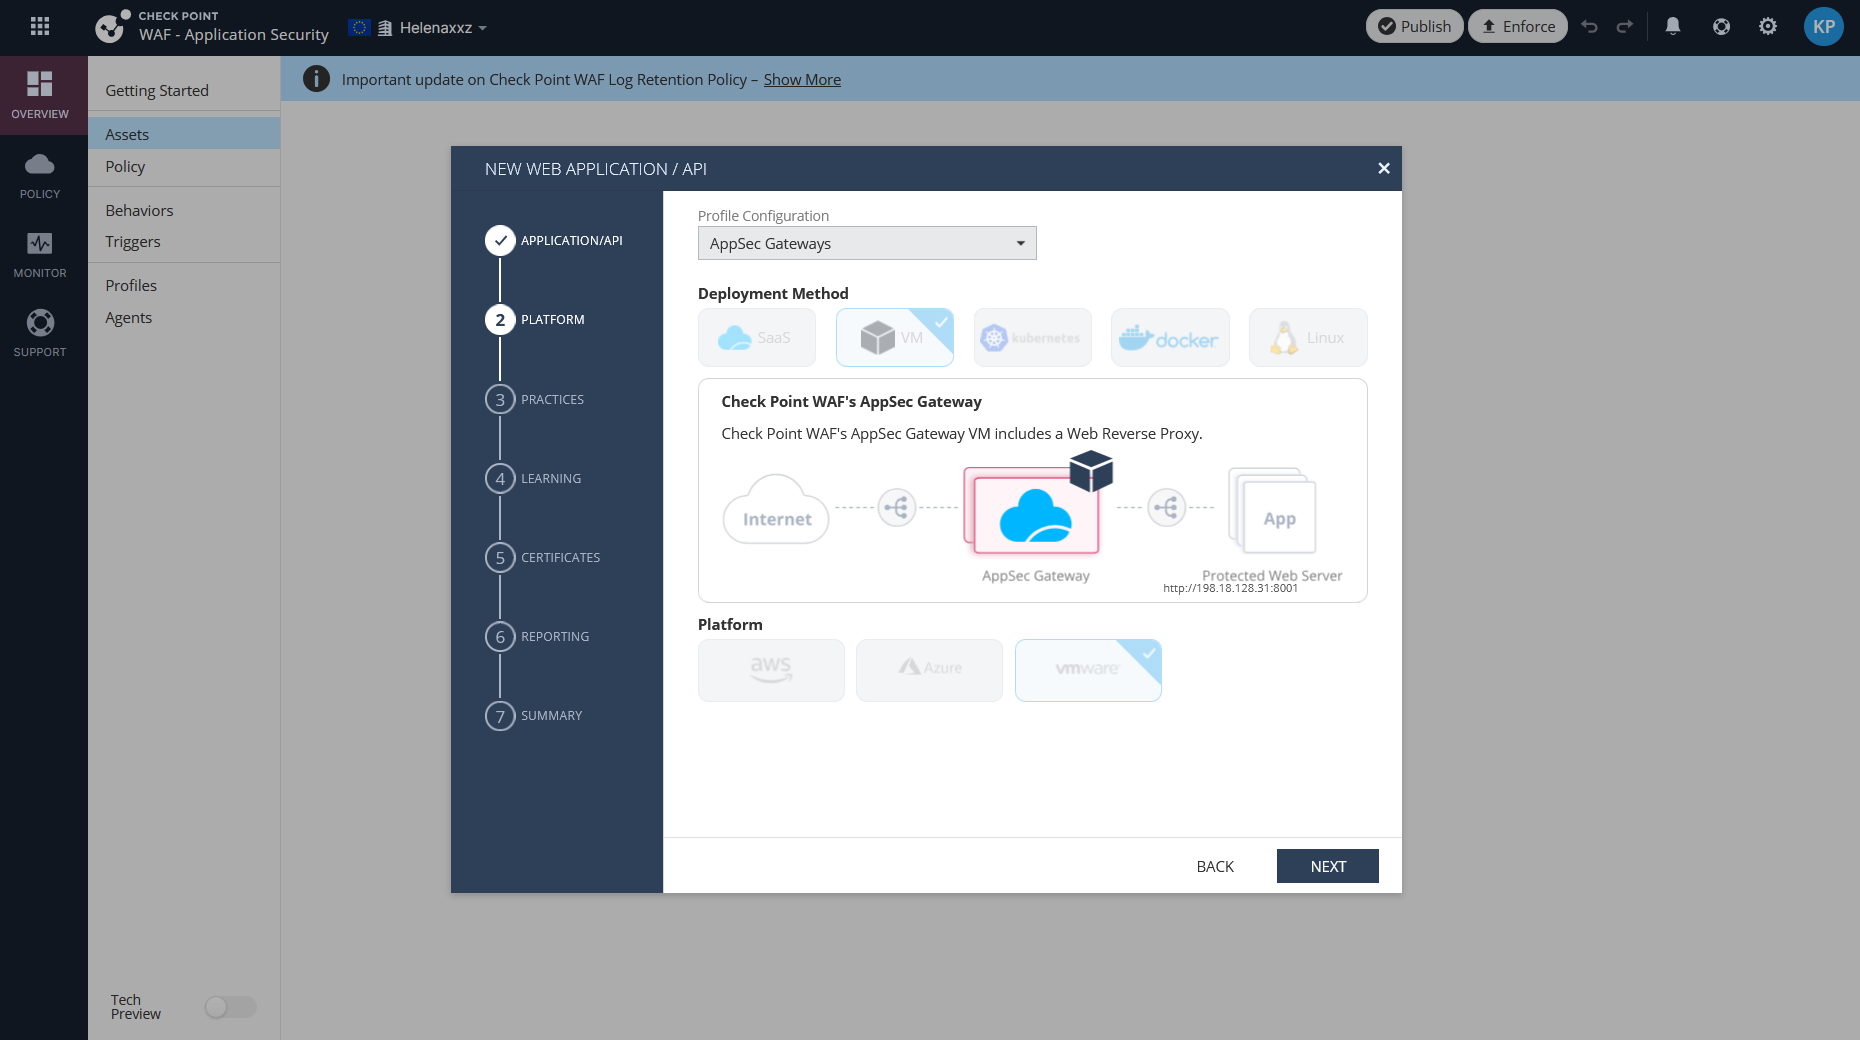 CHECK POINT
WAF - Application Security
Helenaxxz
Publish
Enforce
KP
OVERVIEW
POLICY
MONITOR
SUPPORT
Getting Started
Assets
Policy
Behaviors
Triggers
Profiles
Agents
Tech
Preview
Important update on Check Point WAF Log Retention Policy – Show More
NEW WEB APPLICATION / API
APPLICATION/API
2 PLATFORM
3 PRACTICES
4 LEARNING
5 CERTIFICATES
6 REPORTING
7 SUMMARY
Profile Configuration
AppSec Gateways
Deployment Method
SaaS
VM
kubernetes
docker
Linux
Check Point WAF's AppSec Gateway
Check Point WAF's AppSec Gateway VM includes a Web Reverse Proxy.
Internet
App
AppSec Gateway
Protected Web Server
http://198.18.128.31:8001
Platform
aws
Azure
vmware
BACK
NEXT